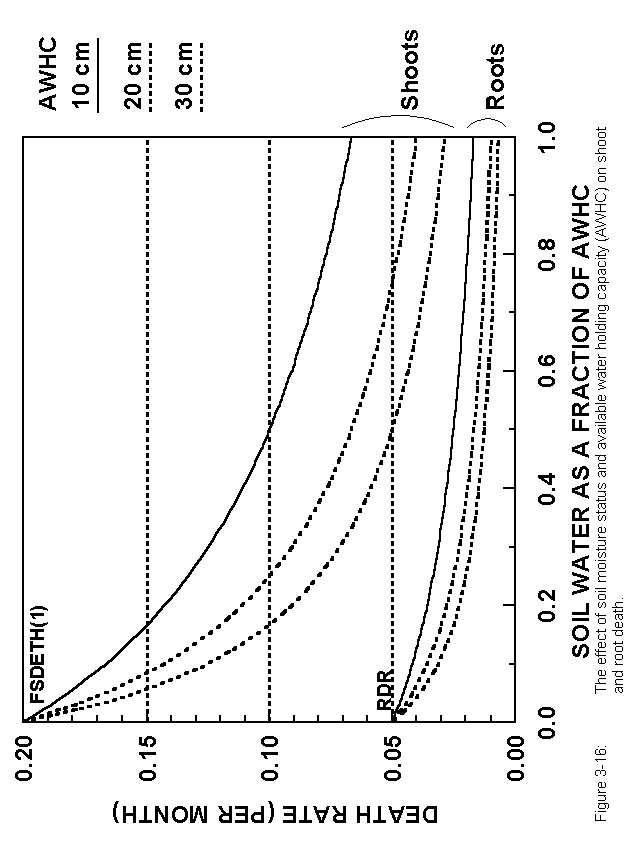 FSDETH(1)
RDR
AWHC
10 cm
20 cm
30 cm
Shoots
Roots
0.20
0.15
0.10
0.05
0.00
DEATH RATE (PER MONTH)
0.0 0.2 0.4 0.6 0.8 1.0
SOIL WATER AS A FRACTION OF AWHC
Figure 3-16: The effect of soil moisture status and available water holding capacity (AWHC) on shoot
and root death.